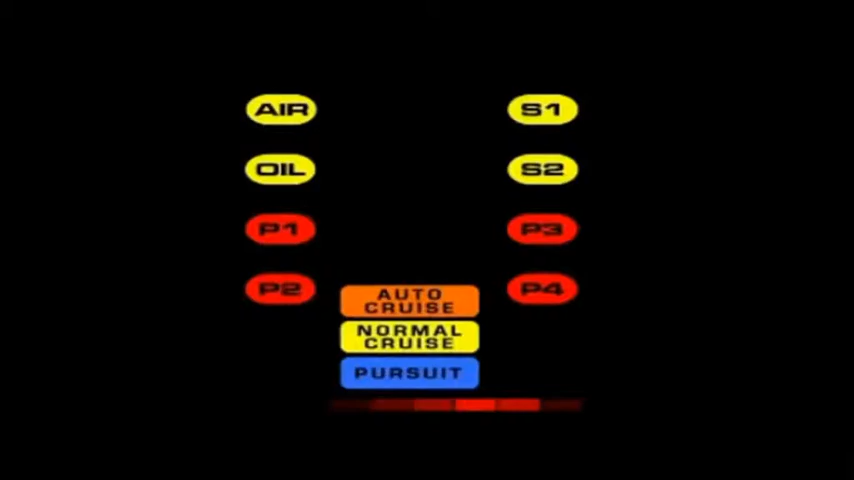 AIR
S1
OIL
S2
P1
P3
P2
P4
AUTO
CRUISE
NORMAL
CRUISE
PURSUIT